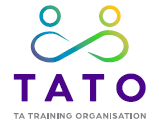 TATO
TA TRAINING ORGANISATION